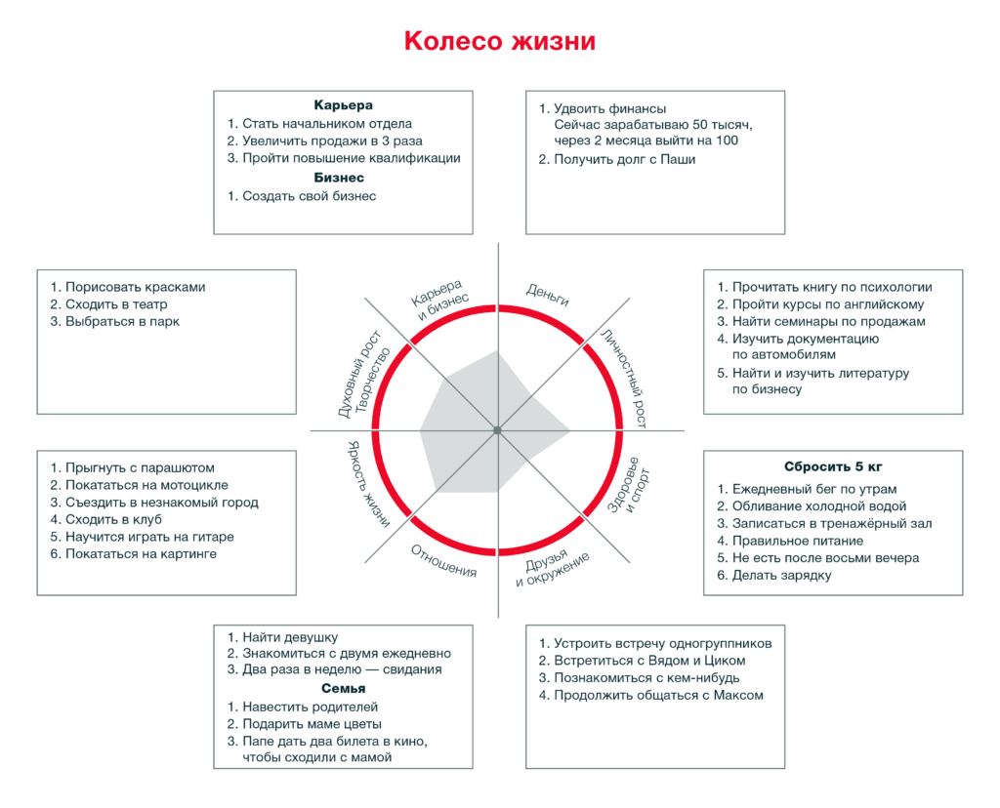 Колесо жизни
Карьера
1. Стать начальником отдела
2. Увеличить продажи в 3 раза
3. Пройти повышение квалификации
Бизнес
1. Создать свой бизнес
1. Удвоить финансы
Сейчас зарабатываю 50 тысяч,
через 2 месяца выйти на 100
2. Получить долг с Паши
1. Порисовать красками
2. Сходить в театр
3. Выбраться в парк
Карьера
и бизнес
Деньги
Духовный рост
Творчество
Личностный рост
1. Прочитать книгу по психологии
2. Пройти курсы по английскому
3. Найти семинары по продажам
4. Изучить документацию
по автомобилям
5. Найти и изучить литературу
по бизнесу
1. Прыгнуть с парашютом
2. Покататься на мотоцикле
3. Съездить в незнакомый город
4. Сходить в клуб
5. Научится играть на гитаре
6. Покататься на картинге
Яркость жизни
Отношения
Друзья
и окружение
Здоровье
и спорт
Сбросить 5 кг
1. Ежедневный бег по утрам
2. Обливание холодной водой
3. Записаться в тренажёрный зал
4. Правильное питание
5. Не есть после восьми вечера
6. Делать зарядку
1. Найти девушку
2. Знакомиться с двумя ежедневно
3. Два раза в неделю — свидания
Семья
1. Навестить родителей
2. Подарить маме цветы
3. Папе дать два билета в кино,
чтобы сходили с мамой
1. Устроить встречу одногруппников
2. Встретиться с Вядом и Циком
3. Познакомиться с кем-нибудь
4. Продолжить общаться с Максом